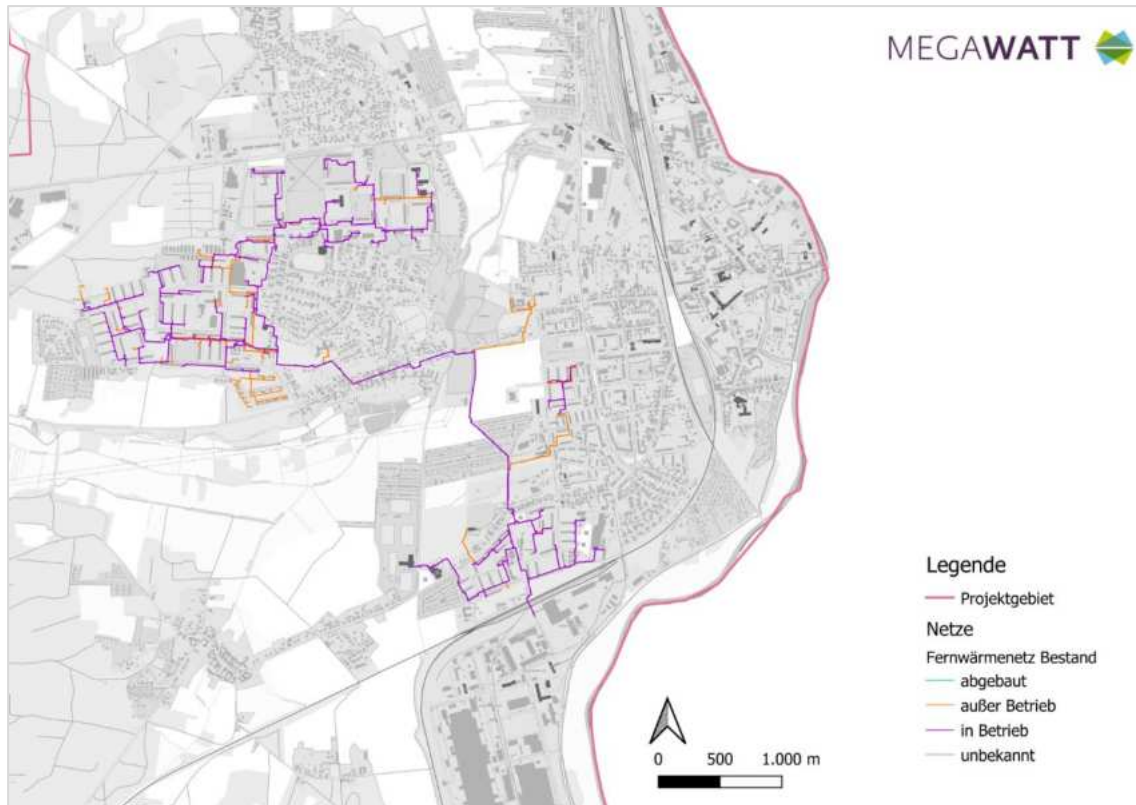 MEGAWATT
Legende
Projektgebiet
Netze
Fernwärmenetz Bestand
abgebaut
außer Betrieb
in Betrieb
unbekannt
0 500 1.000 m